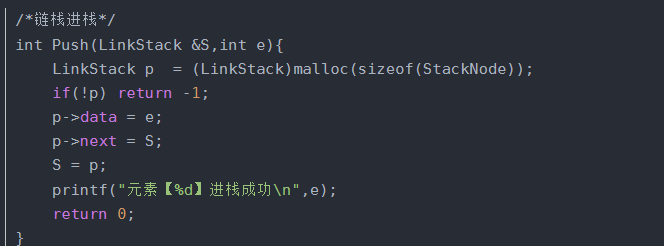 /*链栈进栈*/
int Push(LinkStack &S,int e){
    LinkStack p  = (LinkStack)malloc(sizeof(StackNode));
    if(!p) return -1;
    p->data = e;
    p->next = S;
    S = p;
    printf("元素【%d】进栈成功\n",e);
    return 0;
}